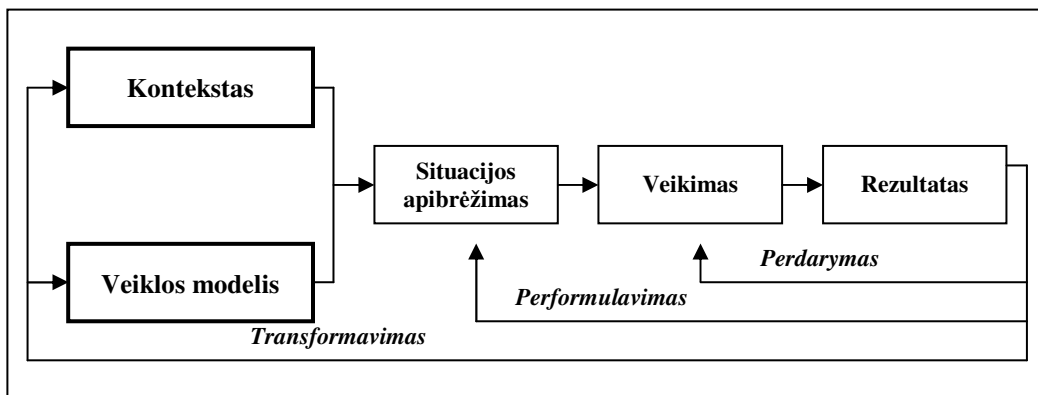 Kontekstas
Situacijos
apibrėžimas
Veikimas
Rezultatas
Veiklos modelis
Perdarymas
Performulavimas
Transformavimas